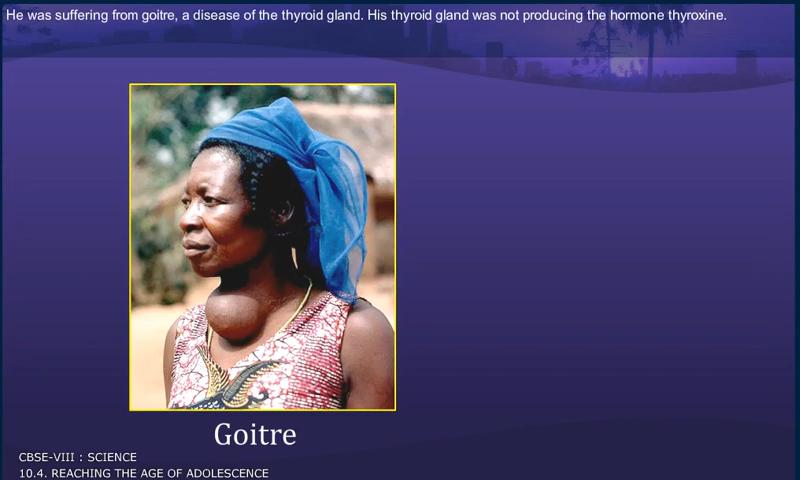 He was suffering from goitre, a disease of the thyroid gland. His thyroid gland was not producing the hormone thyroxine.
Goitre
CBSE-VIII : SCIENCE
10.4. REACHING THE AGE OF ADOLESCENCE